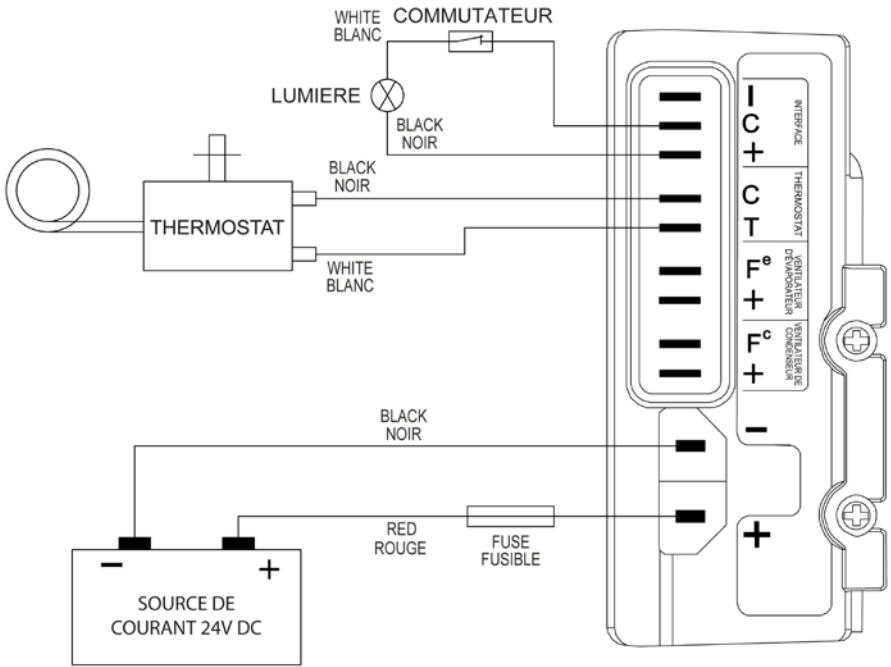 WHITE
BLANC
COMMUTATEUR
LUMIERE
BLACK
NOIR
BLACK
NOIR
THERMOSTAT
WHITE
BLANC
I
C
+
INTERFACE
C
T
THERMOSTAT
Fe
+
VENTILATEUR
D'ÉVAPORATEUR
Fc
+
VENTILATEUR DE
CONDENSEUR
BLACK
NOIR
−
RED
ROUGE
FUSE
FUSIBLE
+
− +
SOURCE DE
COURANT 24V DC